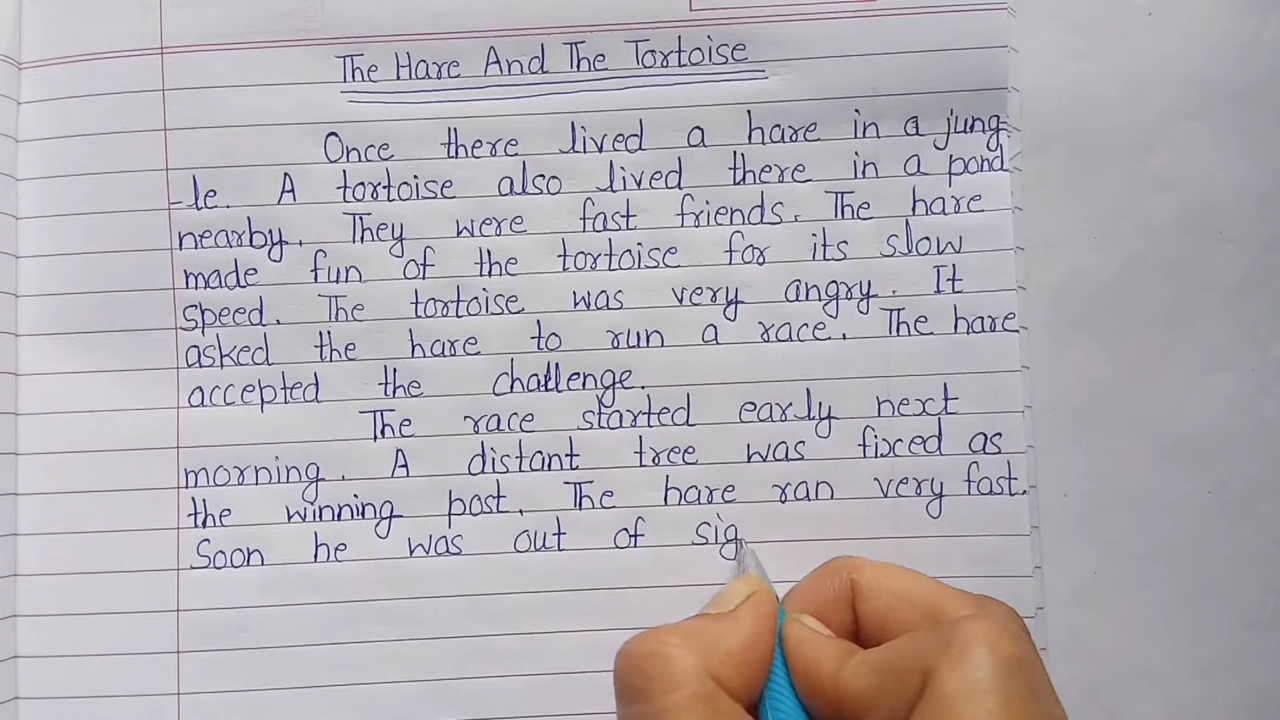 The Hare And The Tortoise
Once there lived a hare in a jung
-le. A tortoise also lived there in a pond
nearby. They were fast friends. The hare
made fun of the tortoise for its slow
speed. The tortoise was very angry. It
asked the hare to run a race. The hare
accepted the challenge.
The race started early next
morning. A distant tree was fixed as
the winning post. The hare ran very fast.
Soon he was out of sig